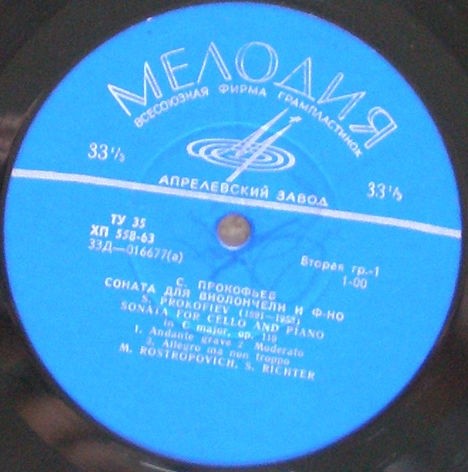 МЕЛОДИЯ
ВСЕСОЮЗНАЯ ФИРМА ГРАМПЛАСТИНОК
33⅓
33⅓
АПРЕЛЕВСКИЙ ЗАВОД
ТУ 35
ХП 558-63
33Д—016677(а)
Вторая гр.-1
1-00
С. ПРОКОФЬЕВ
СОНАТА ДЛЯ ВИОЛОНЧЕЛИ И Ф-НО
S. PROKOFIEV
SONATA FOR CELLO AND PIANO
in C major, op. 119
1. Andante grave 2. Moderato
3. Allegro ma non troppo
M. ROSTROPOVICH, S. RICHTER